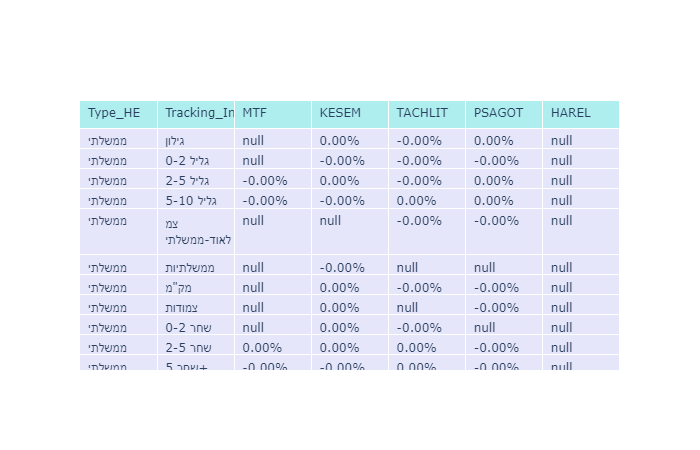 Type_HE Tracking_In MTF KESEM TACHLIT PSAGOT HAREL
ממשלתי גילון null 0.00% -0.00% 0.00% null
ממשלתי גליל 0-2 null -0.00% -0.00% -0.00% null
ממשלתי גליל 2-5 -0.00% 0.00% -0.00% 0.00% null
ממשלתי גליל 5-10 -0.00% -0.00% 0.00% 0.00% null
ממשלתי צמ null null -0.00% -0.00% null
לאוד-ממשלתי
ממשלתי ממשלתיות null -0.00% null null null
ממשלתי מק"מ null 0.00% -0.00% -0.00% null
ממשלתי צמודות null 0.00% null -0.00% null
ממשלתי שחר 0-2 null 0.00% -0.00% null null
ממשלתי שחר 2-5 0.00% 0.00% 0.00% -0.00% null
ממשלתי שחר 5+ -0.00% -0.00% 0.00% -0.00% null